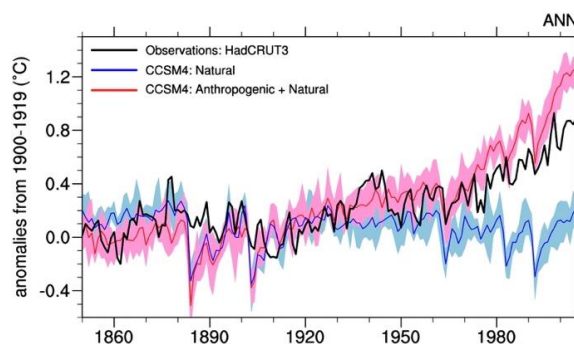 ANN
Observations: HadCRUT3
CCSM4: Natural
CCSM4: Anthropogenic + Natural
anomalies from 1900-1919 (°C)
1.2
0.8
0.4
0.0
-0.4
1860 1890 1920 1950 1980